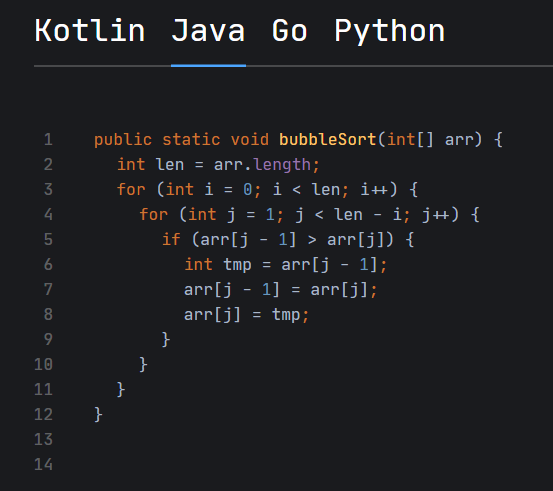 Kotlin Java Go Python
1 public static void bubbleSort(int[] arr) {
2 int len = arr.length;
3 for (int i = 0; i < len; i++) {
4 for (int j = 1; j < len - i; j++) {
5 if (arr[j - 1] > arr[j]) {
6 int tmp = arr[j - 1];
7 arr[j - 1] = arr[j];
8 arr[j] = tmp;
9 }
10 }
11 }
12 }
13
14